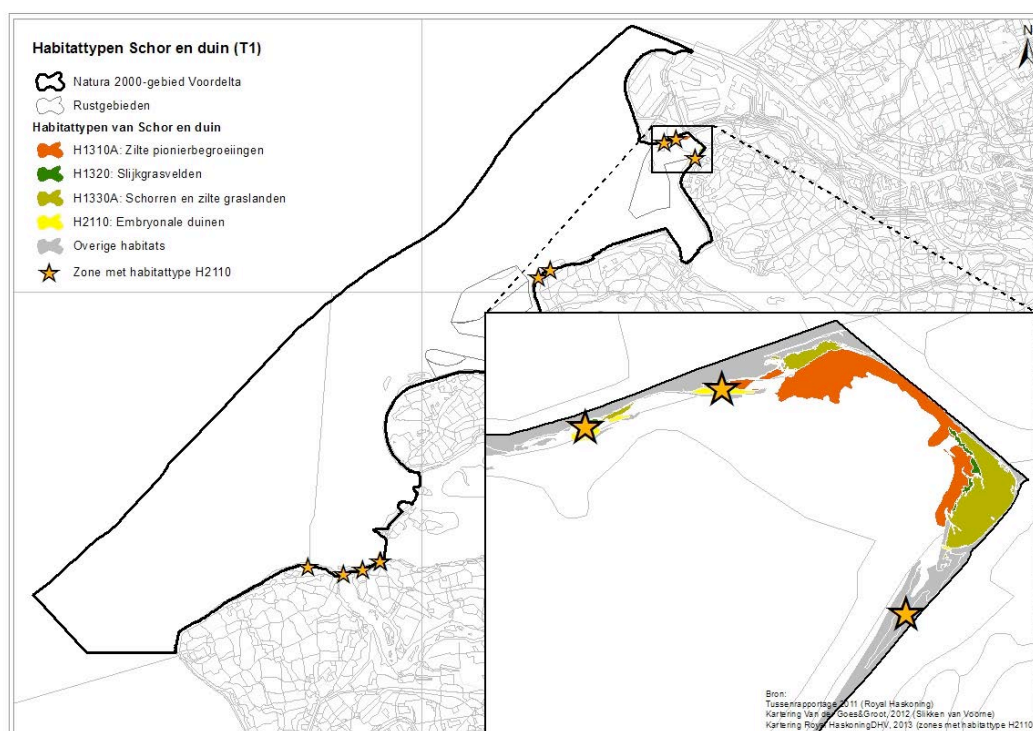 Habitattypen Schor en duin (T1)
Natura 2000-gebied Voordelta
Rustgebieden
Habitattypen van Schor en duin
H1310A: Zilte pionierbegroeiingen
H1320: Slijkgrasvelden
H1330A: Schorren en zilte graslanden
H2110: Embryonale duinen
Overige habitats
Zone met habitattype H2110
N
Bron:
Tussenrapportage 2011 (Royal Haskoning)
Kartering Van der Goes&Groot, 2012 (Slikken van Voorne)
Kartering Royal HaskoningDHV, 2013 (zones met habitattype H2110